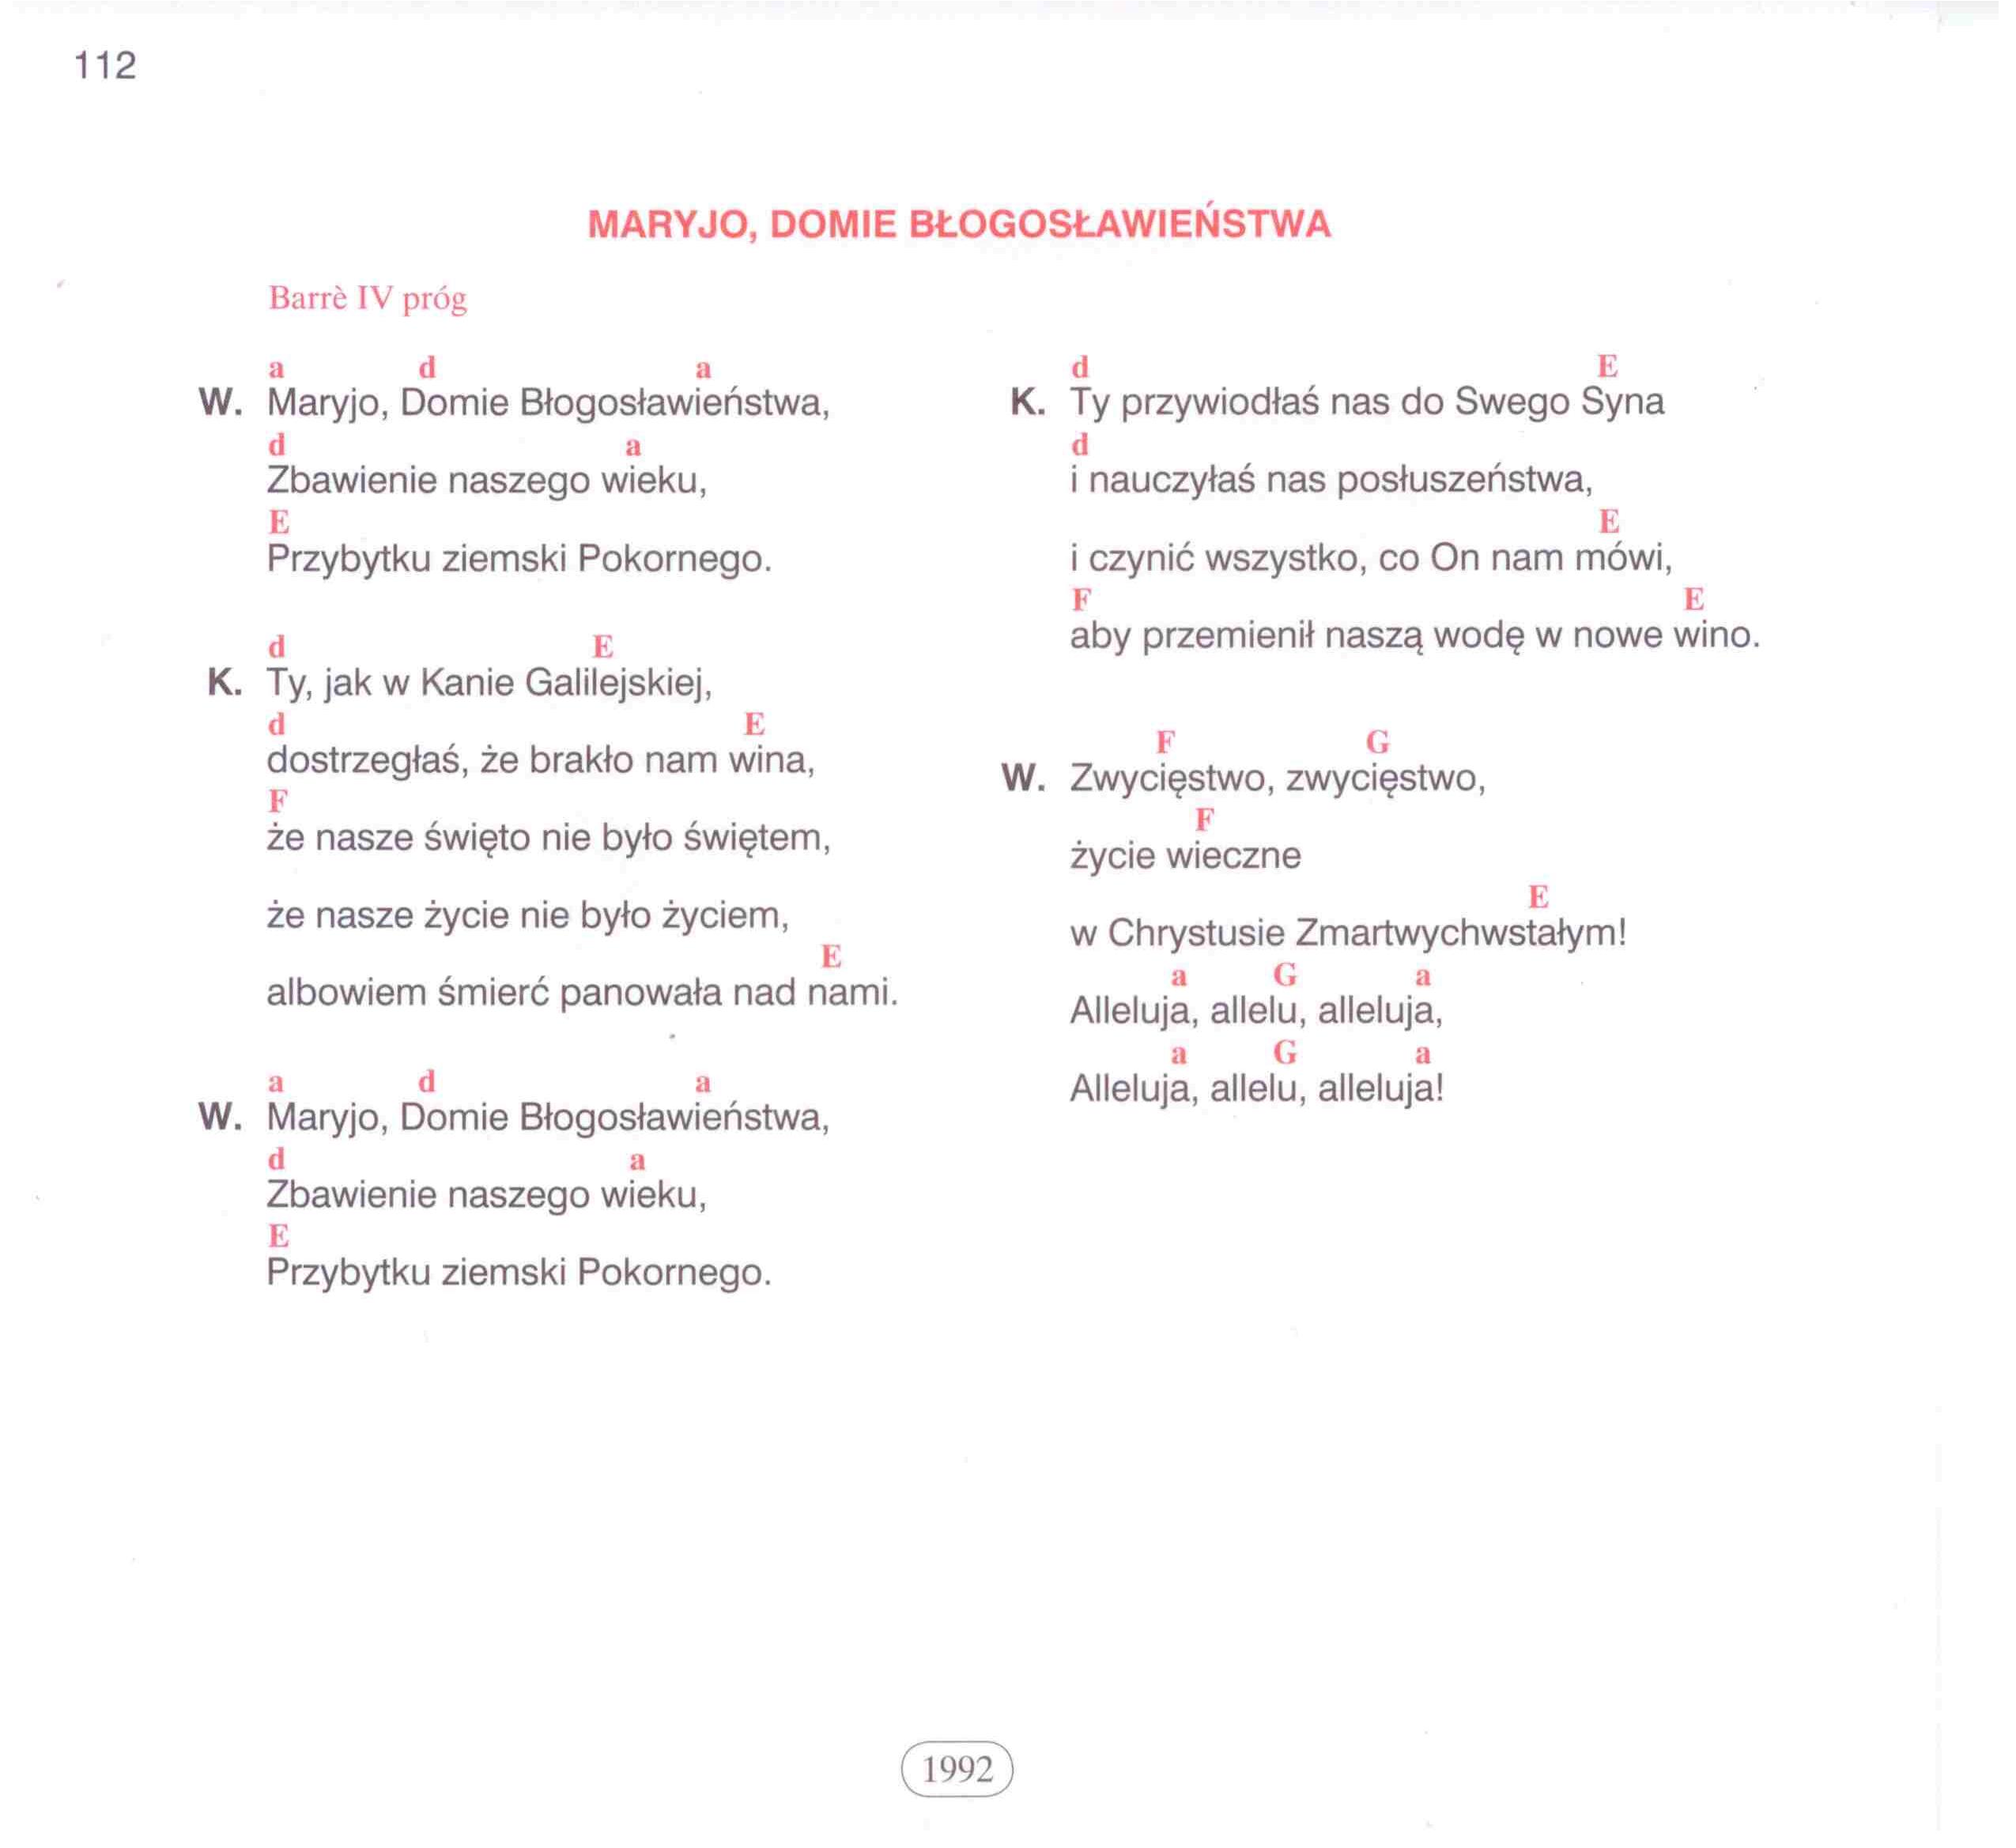 112
MARYJO, DOMIE BŁOGOSŁAWIEŃSTWA
Barrè IV próg
a d a
W. Maryjo, Domie Błogosławieństwa,
d a
Zbawienie naszego wieku,
E
Przybytku ziemski Pokornego.
d E
K. Ty, jak w Kanie Galilejskiej,
d E
dostrzegłaś, że brakło nam wina,
F
że nasze święto nie było świętem,
że nasze życie nie było życiem,
E
albowiem śmierć panowała nad nami.
a d a
W. Maryjo, Domie Błogosławieństwa,
d a
Zbawienie naszego wieku,
E
Przybytku ziemski Pokornego.
d E
K. Ty przywiodłaś nas do Swego Syna
d
i nauczyłaś nas posłuszeństwa,
E
i czynić wszystko, co On nam mówi,
F E
aby przemienił naszą wodę w nowe wino.
F G
W. Zwycięstwo, zwycięstwo,
F
życie wieczne
E
w Chrystusie Zmartwychwstałym!
a G a
Alleluja, allelu, alleluja,
a G a
Alleluja, allelu, alleluja!
1992